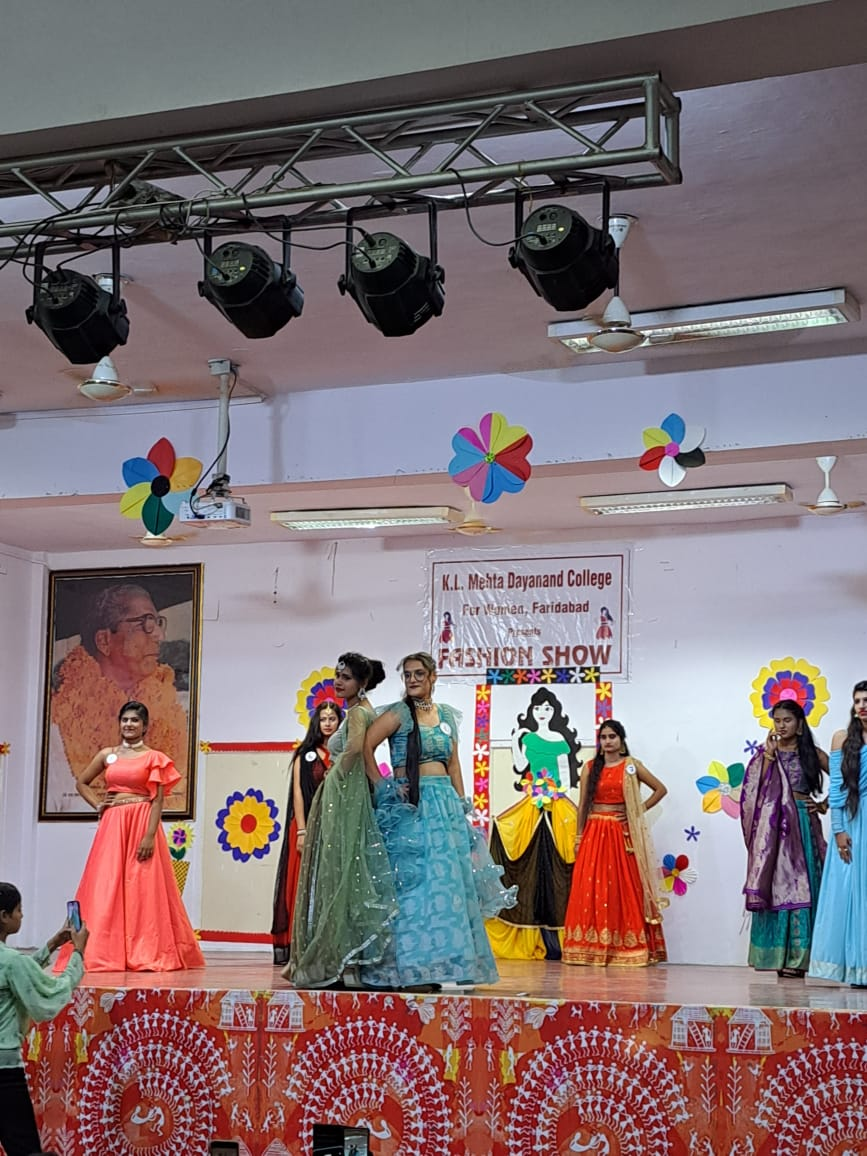 K.L. Mehta Dayanand College
For Women, Faridabad
Presents
FASHION SHOW